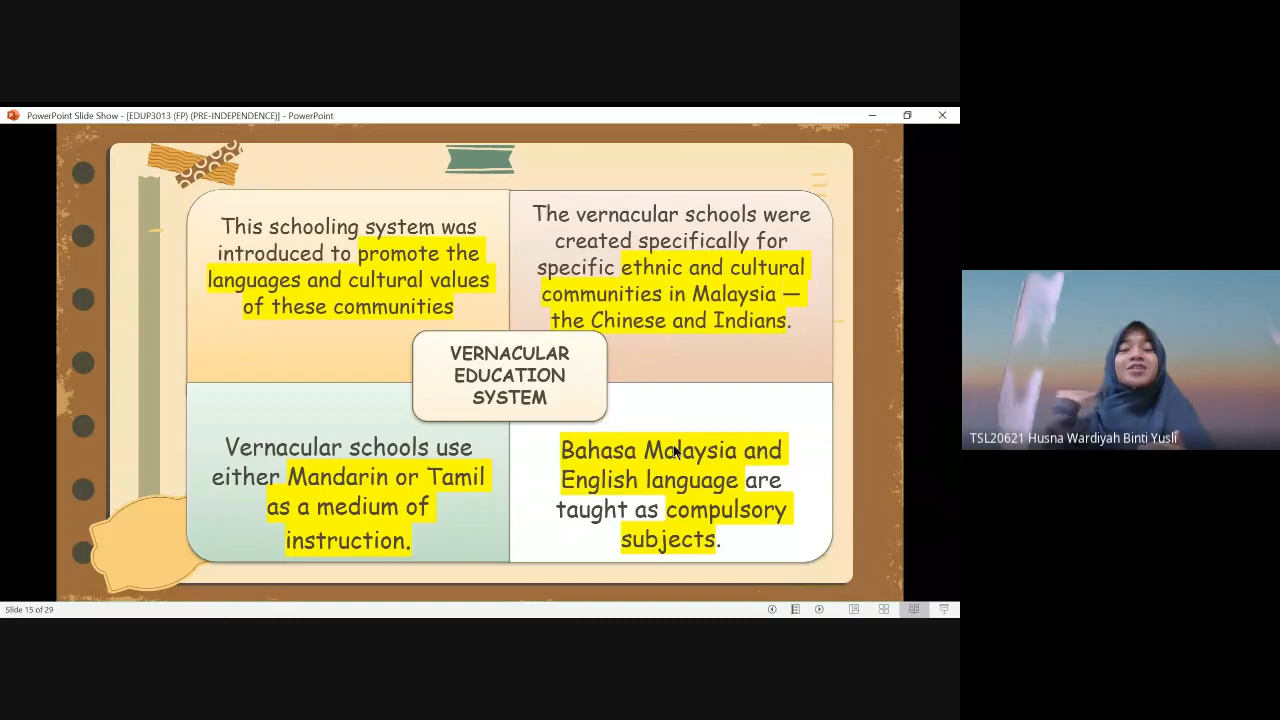 PowerPoint Slide Show - [EDUP3013 (FP) (PRE-INDEPENDENCE)] - PowerPoint
This schooling system was
introduced to promote the
languages and cultural values
of these communities
The vernacular schools were
created specifically for
specific ethnic and cultural
communities in Malaysia —
the Chinese and Indians.
VERNACULAR
EDUCATION
SYSTEM
Vernacular schools use
either Mandarin or Tamil
as a medium of
instruction.
Bahasa Malaysia and
English language are
taught as compulsory
subjects.
TSL20621 Husna Wardiyah Binti Yusli
Slide 15 of 29